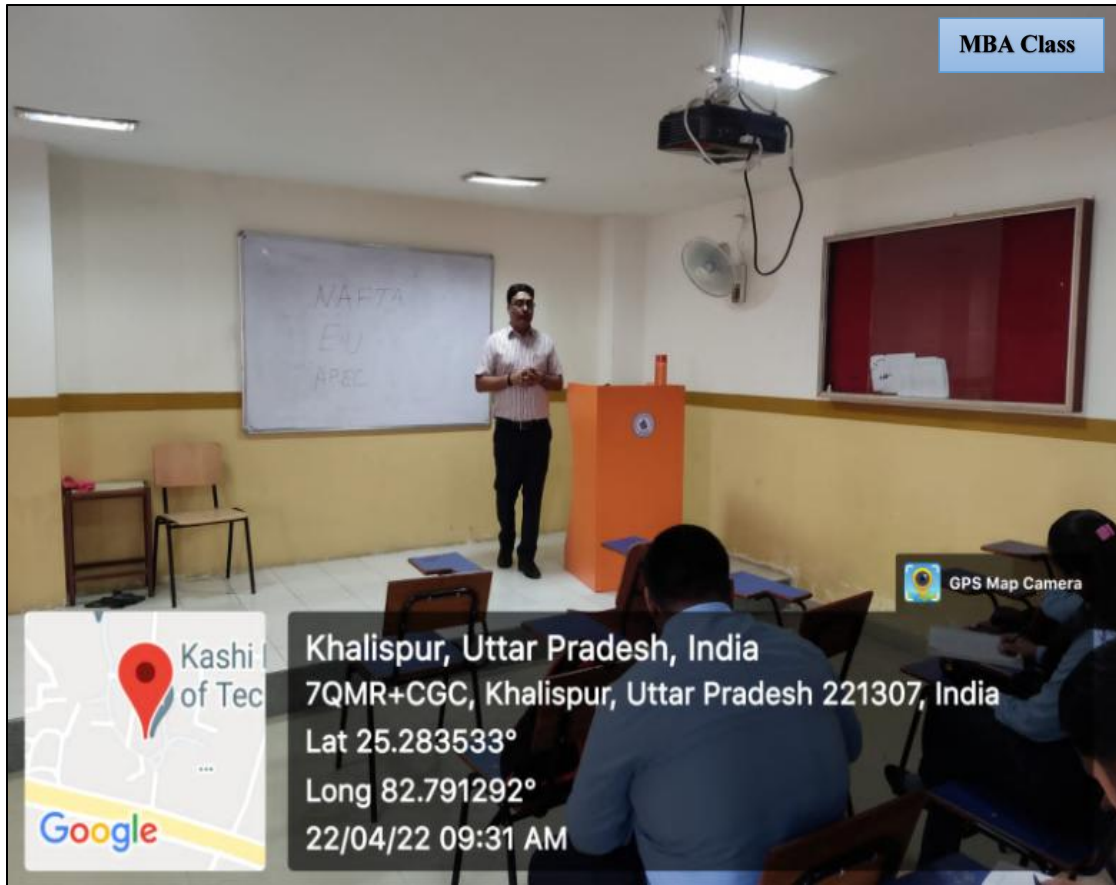 MBA Class
NAFTA
EU
APEC
GPS Map Camera
Kashi I
of Tec
Google
Khalispur, Uttar Pradesh, India
7QMR+CGC, Khalispur, Uttar Pradesh 221307, India
Lat 25.283533°
Long 82.791292°
22/04/22 09:31 AM